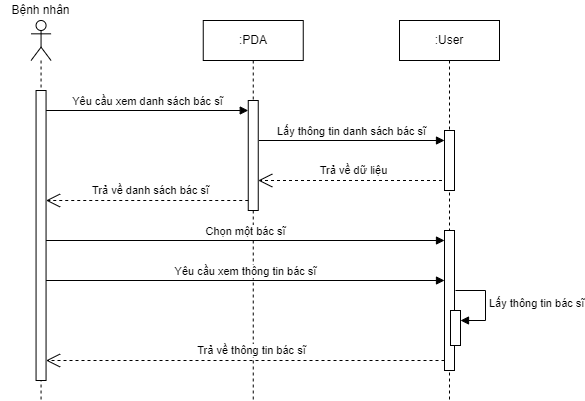 Bệnh nhân
:PDA
:User
Yêu cầu xem danh sách bác sĩ
Lấy thông tin danh sách bác sĩ
Trả về dữ liệu
Trả về danh sách bác sĩ
Chọn một bác sĩ
Yêu cầu xem thông tin bác sĩ
Lấy thông tin bác sĩ
Trả về thông tin bác sĩ